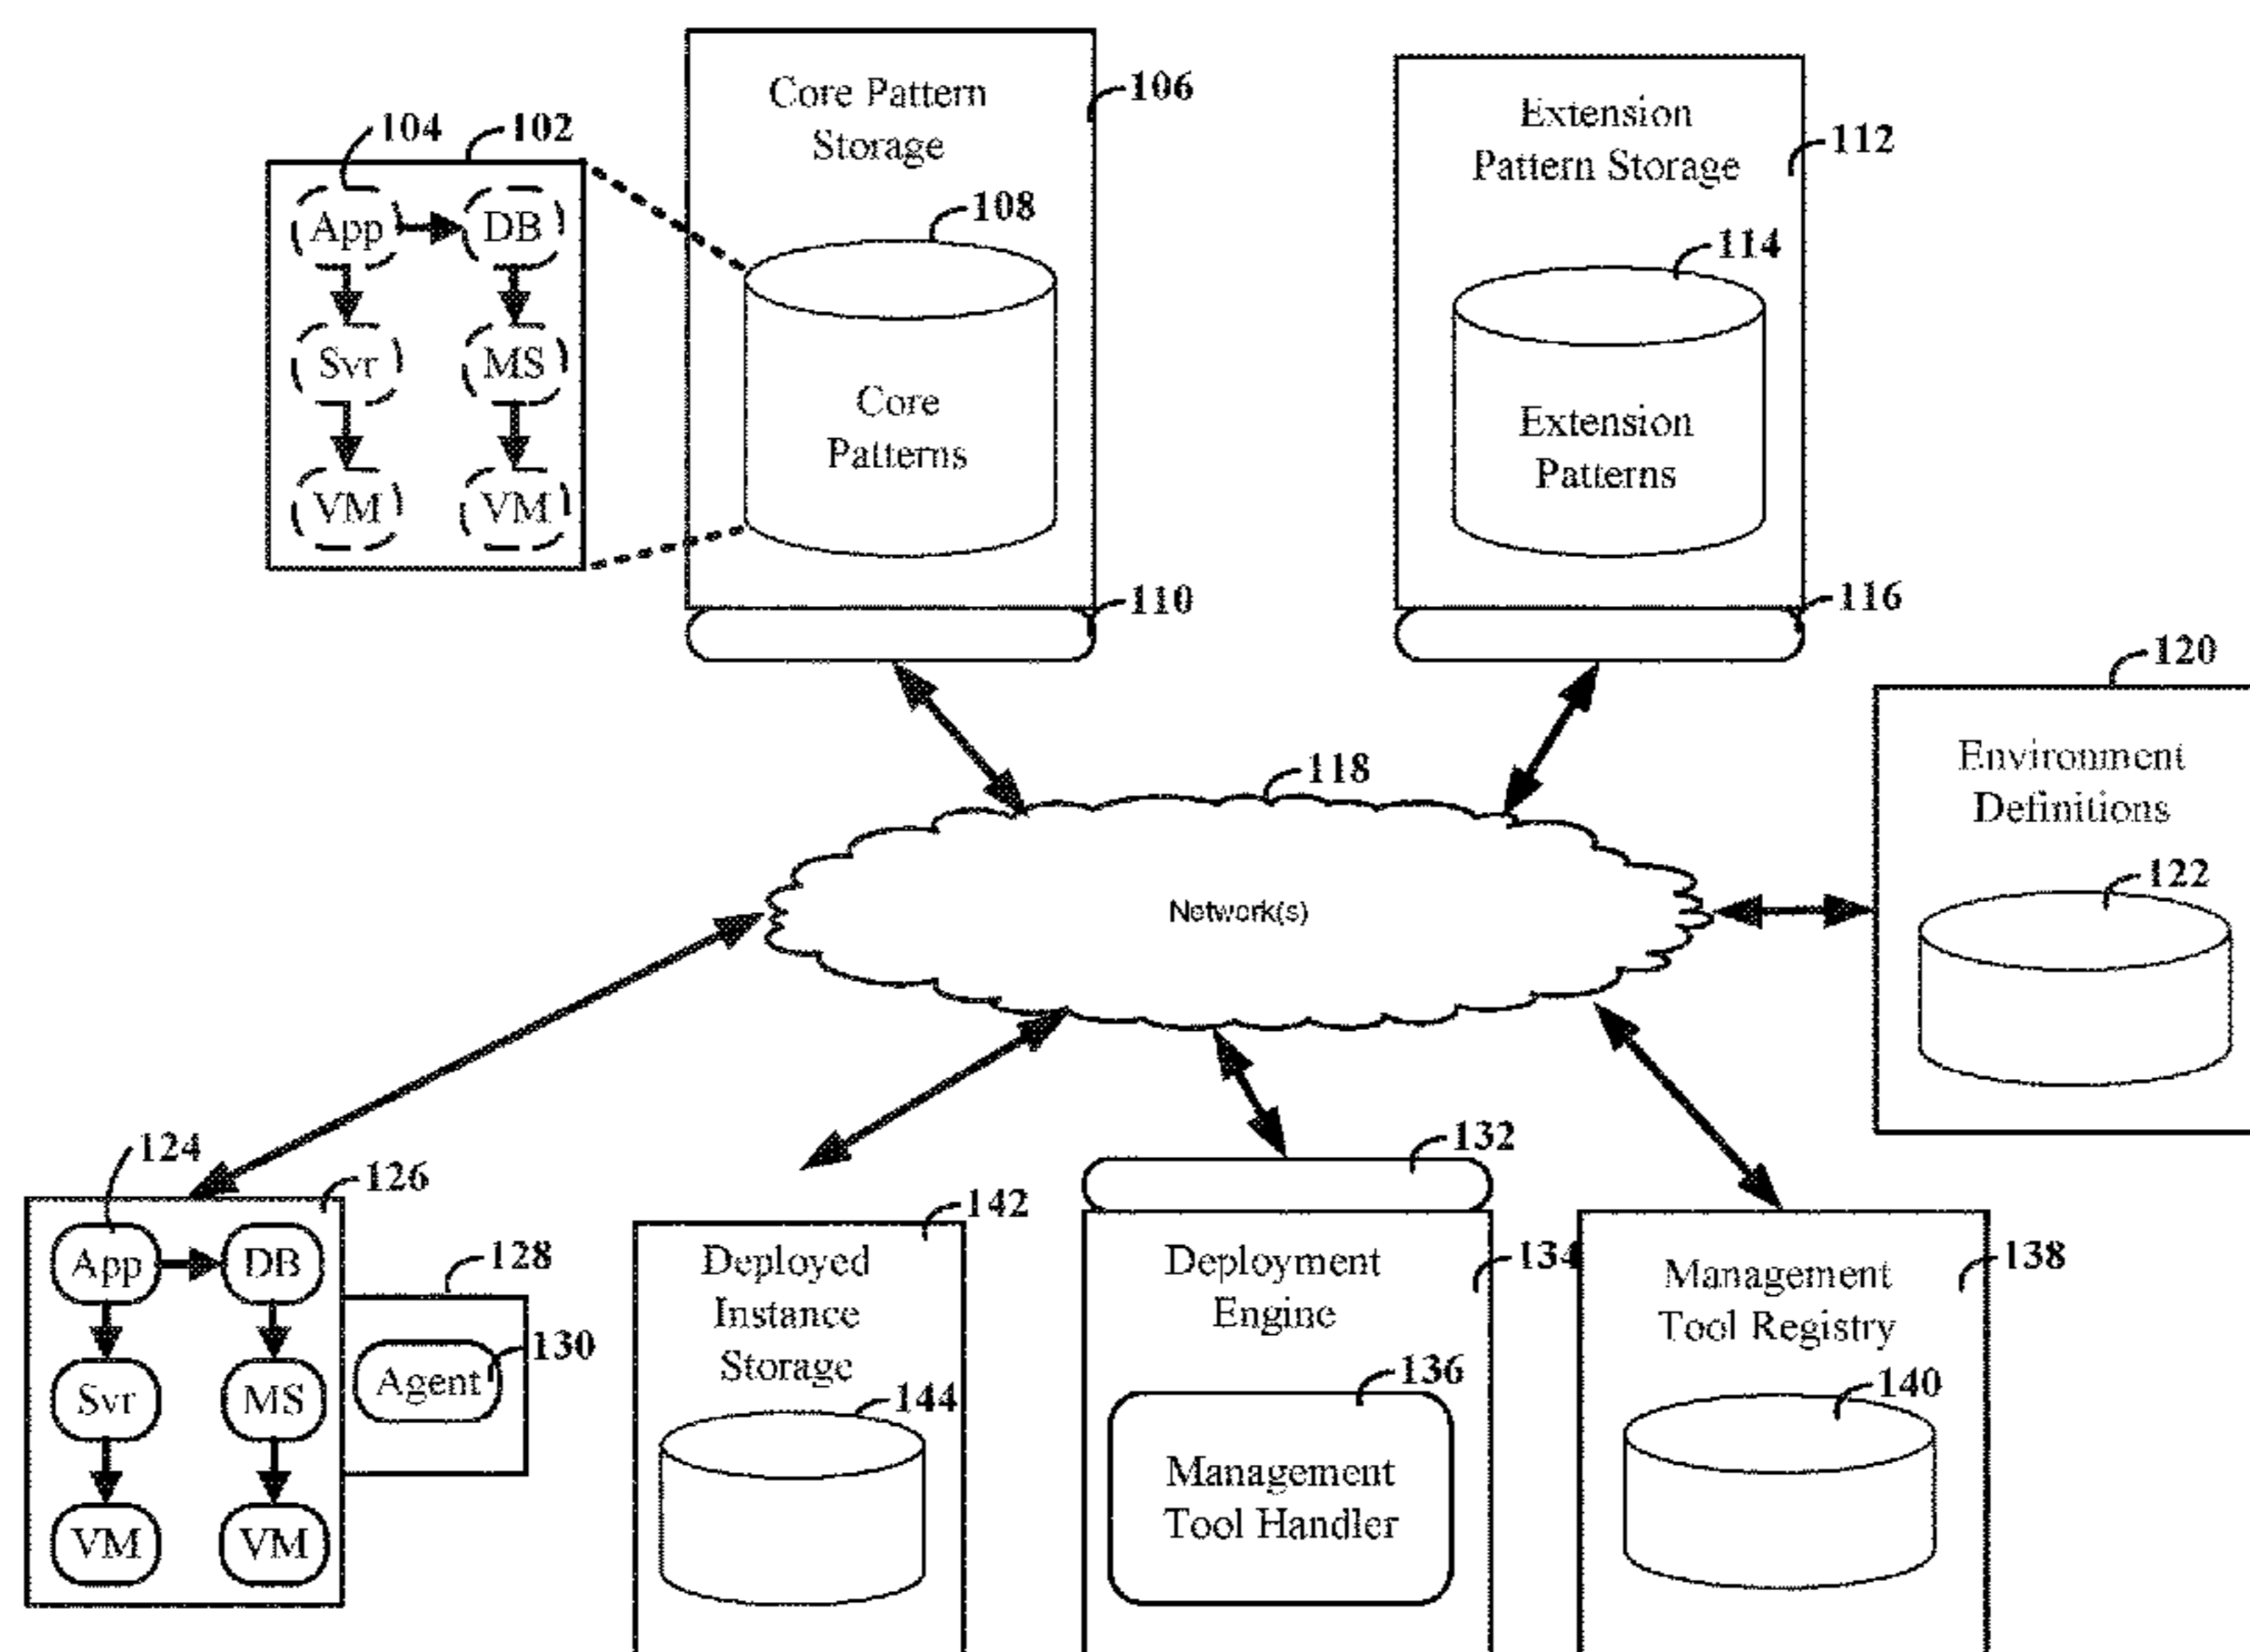 Core Pattern
Storage
106
Extension
Pattern Storage
112
104
102
App
DB
Svr
MS
VM
VM
108
Core
Patterns
114
Extension
Patterns
110
116
120
Environment
Definitions
122
118
Network(s)
124
126
App
DB
Svr
MS
VM
VM
128
Agent
130
142
Deployed
Instance
Storage
144
132
Deployment
Engine
134
136
Management
Tool Handler
138
Management
Tool Registry
140